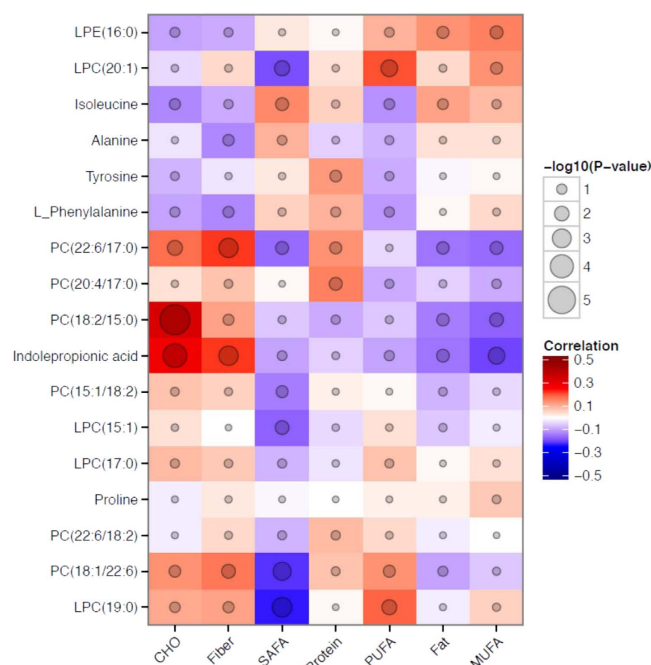 LPE(16:0)
LPC(20:1)
Isoleucine
Alanine
Tyrosine
L_Phenylalanine
PC(22:6/17:0)
PC(20:4/17:0)
PC(18:2/15:0)
Indolepropionic acid
PC(15:1/18:2)
LPC(15:1)
LPC(17:0)
Proline
PC(22:6/18:2)
PC(18:1/22:6)
LPC(19:0)
CHO
Fiber
SAFA
Protein
PUFA
Fat
MUFA
−log10(P-value)
1
2
3
4
5
Correlation
0.5
0.3
0.1
−0.1
−0.3
−0.5